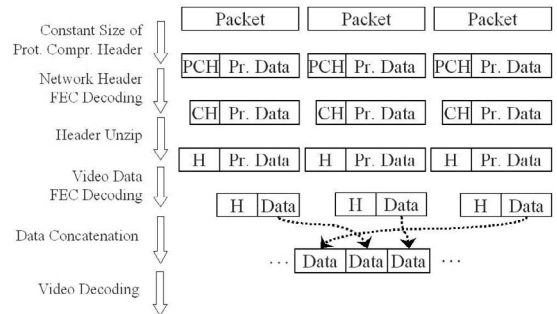 Packet Packet Packet
Constant Size of
Prot. Compr. Header
PCH Pr. Data PCH Pr. Data PCH Pr. Data
Network Header
FEC Decoding
CH Pr. Data CH Pr. Data CH Pr. Data
Header Unzip
H Pr. Data H Pr. Data H Pr. Data
Video Data
FEC Decoding
H Data H Data H Data
Data Concatenation
··· Data Data Data ···
Video Decoding